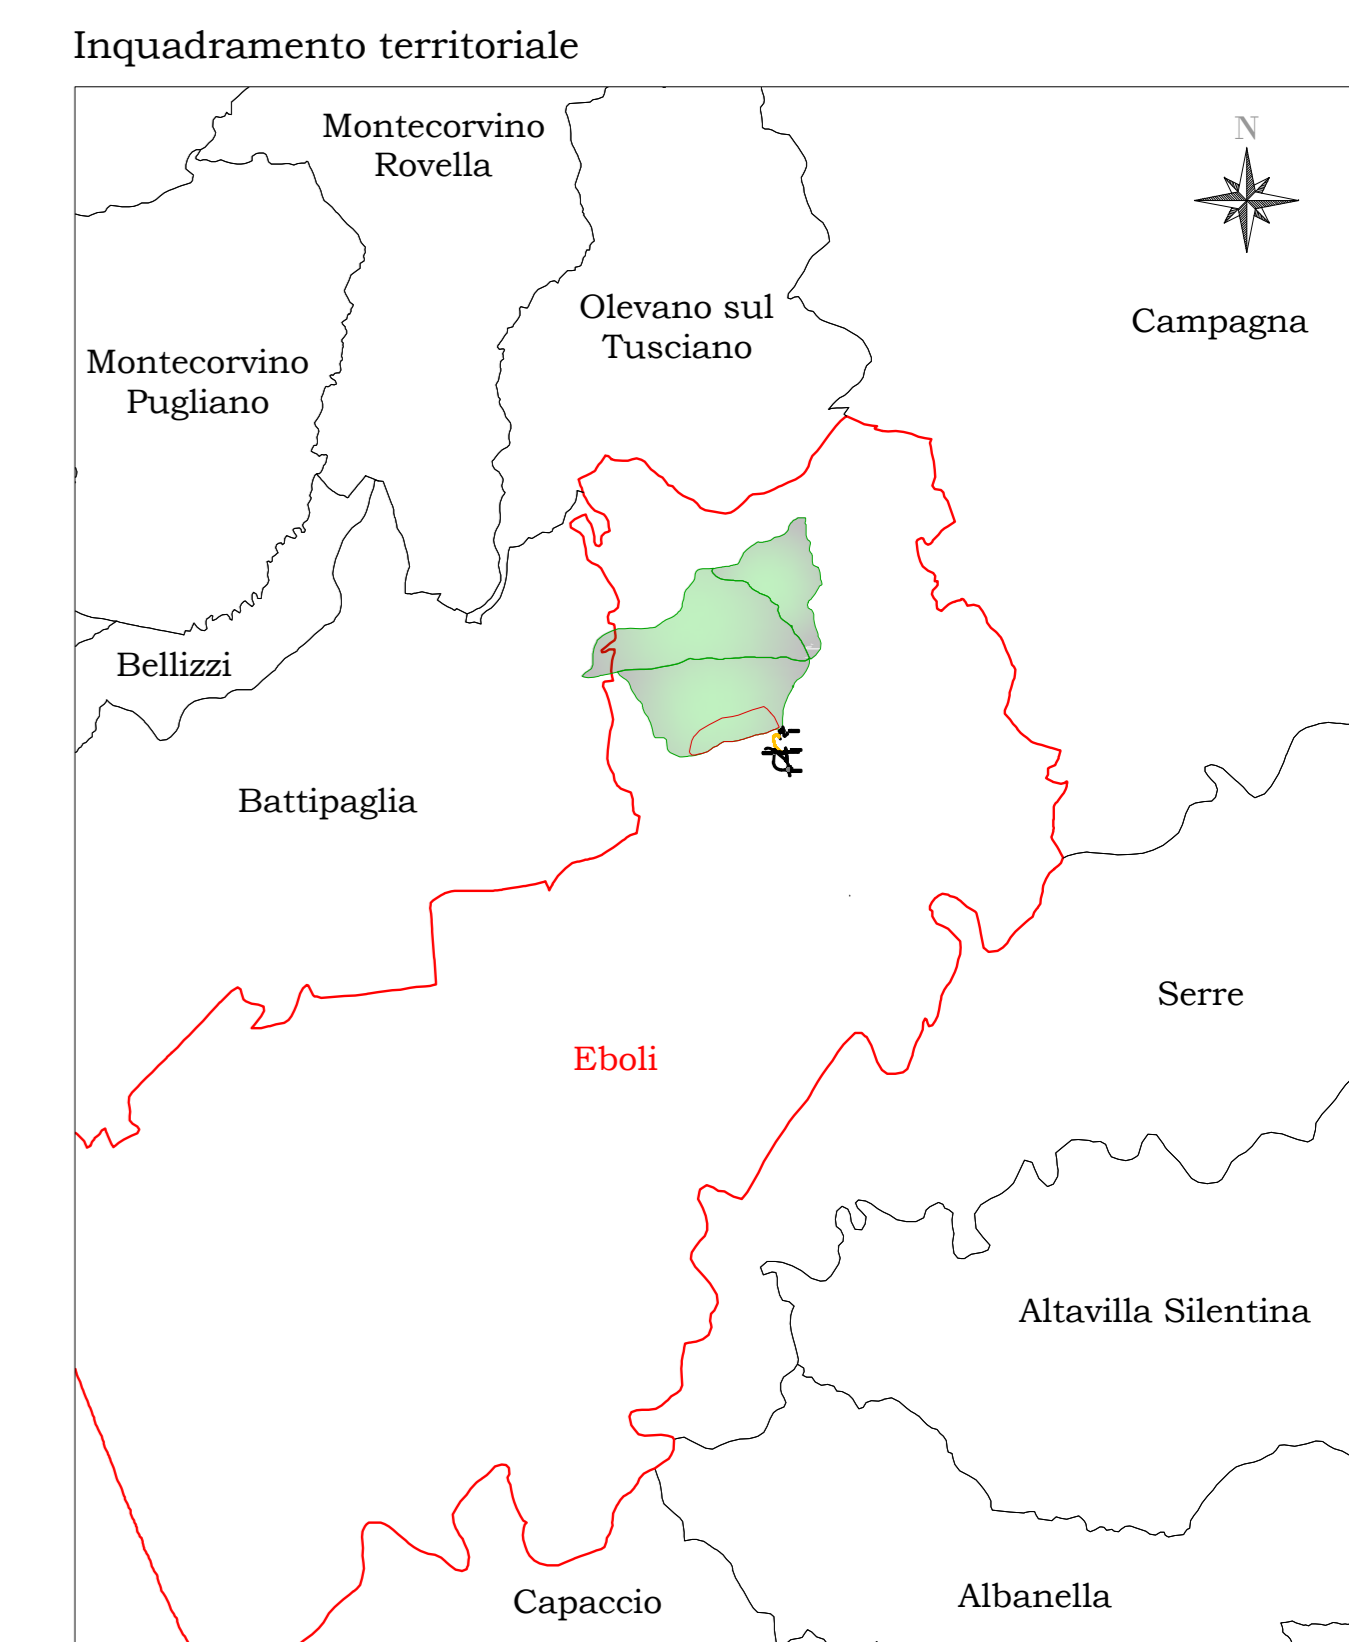 Inquadramento territoriale
Montecorvino
Rovella
N
Olevano sul
Tusciano
Campagna
Montecorvino
Pugliano
Bellizzi
Battipaglia
Serre
Eboli
Altavilla Silentina
Capaccio
Albanella